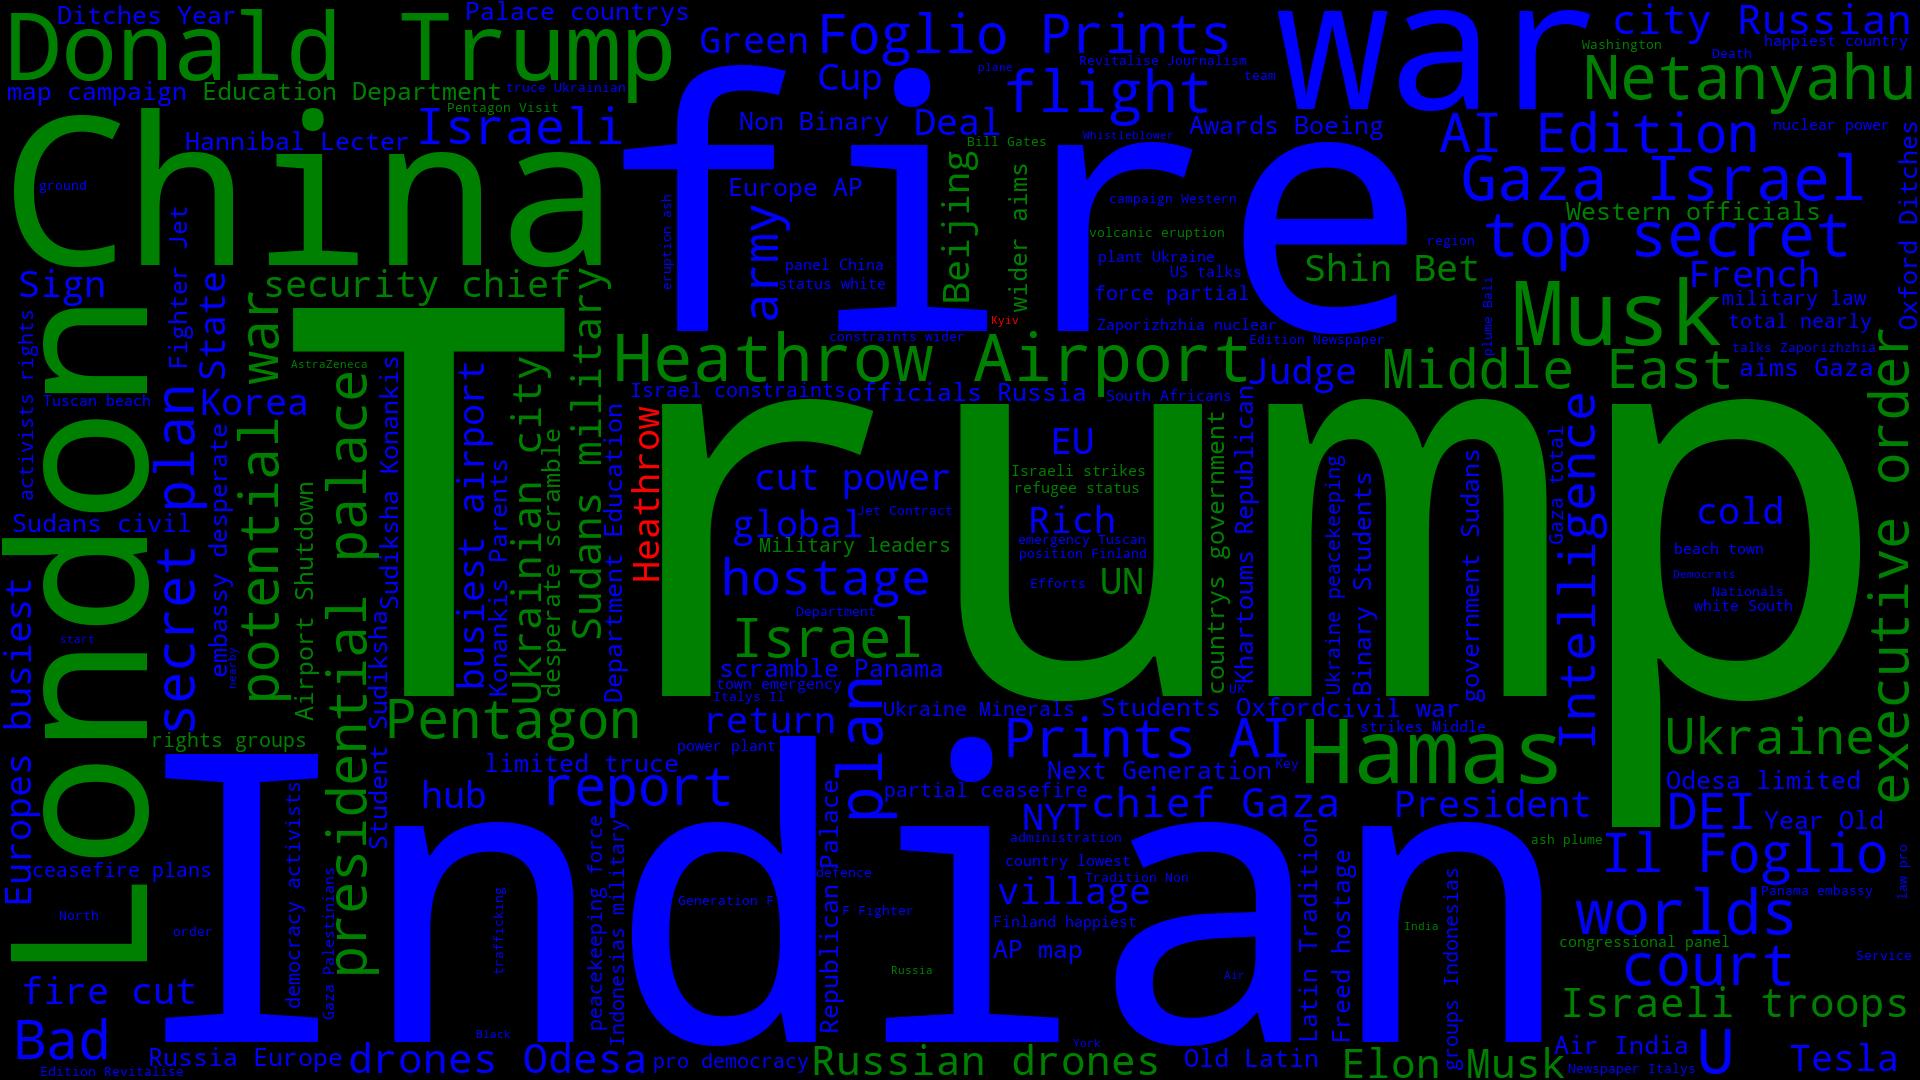 Donald Trump
Ditches Year
Palace countrys
Green
Foglio Prints
war
city Russian
Washington
Death
happiest country
map campaign
Education Department
truce Ukrainian
Pentagon Visit
Cup
plane
Revitalise Journalism
team
flight
Netanyahu
China
Hannibal Lecter
Israeli
fire
Non Binary
Deal
Whistleblower
Awards Boeing
Bill Gates
AI Edition
nuclear power
Oxford Ditches
ground
Fighter Jet
Europe AP
Beijing
wider aims
campaign Western
Gaza Israel
Western officials
eruption ash
army
volcanic eruption
region
top secret
panel China
status white
plant Ukraine
US talks
force partial
Shin Bet
French
Sign
State
security chief
Kyiv
Zaporizhzhia nuclear
plume Bali
Musk
military law
total nearly
activists rights
London
potential war
Trump
Sudans military
constraints wider
Edition Newspaper
talks Zaporizhzhia
AstraZeneca
Heathrow Airport
Judge
Middle East
aims Gaza
executive order
Tuscan beach
secret plan
Korea
presidential palace
Sudiksha Konankis
busiest airport
Ukrainian city
Israel constraints
officials Russia
South Africans
Heathrow
Department Education
embassy desperate
desperate scramble
Konankis Parents
Airport Shutdown
cut power
EU
Israeli strikes
refugee status
countrys government
Khartoums Republican
Ukraine peacekeeping
Binary Students
government Sudans
Gaza total
Intelligence
cold
Sudans civil
global
Jet Contract
Rich
Military leaders
emergency Tuscan
position Finland
beach town
Democrats
hostage
Efforts
UN
Nationals
white South
Europes busiest
Department
Israel
start
nearby
Student Sudiksha
scramble Panama
town emergency
UK
Italys Il
plan
Pentagon
return
Ukraine Minerals
Students Oxford
civil war
strikes Middle
rights groups
power plant
Prints AI
Hamas
Ukraine
Indian
limited truce
Next Generation
Key
Odesa limited
hub
report
partial ceasefire
chief Gaza
President
DEI
Year Old
democracy activists
peacekeeping force
Indonesias military
Republican Palace
NYT
administration
Latin Tradition
Freed hostage
ash plume
Il Foglio
law pro
ceasefire plans
Gaza Palestinians
defence
country lowest
Tradition Non
groups Indonesias
village
Panama embassy
trafficking
Generation F
F Fighter
Finland happiest
India
worlds
North
order
AP map
congressional panel
Service
Russia
Air
court
fire cut
Israeli troops
Bad
Black
York
Russia Europe
drones Odesa
pro democracy
Russian drones
Old Latin
Elon Musk
Air India
U
Tesla
Edition Revitalise
Newspaper Italys